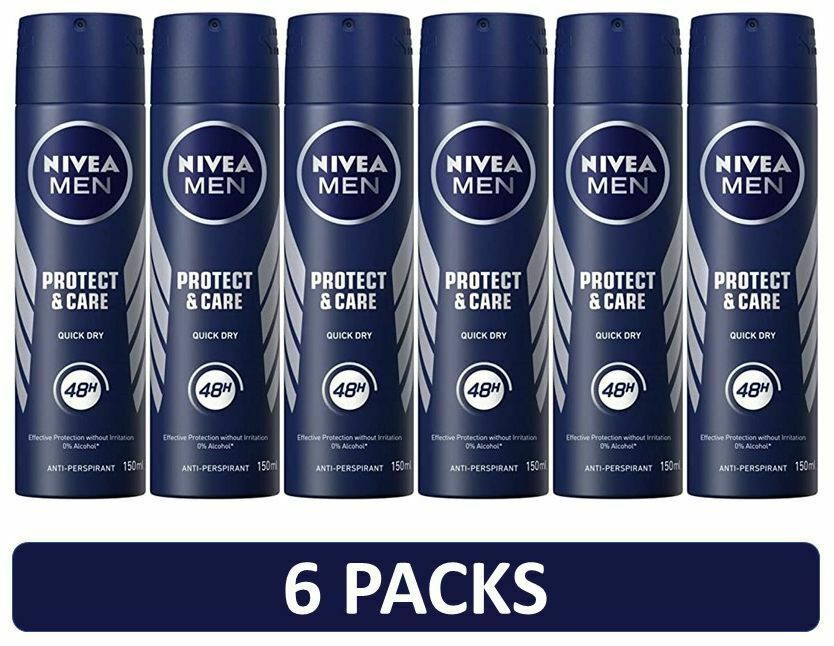 NIVEA
MEN
PROTECT
& CARE
QUICK DRY
48H
Effective Protection without Irritation
0% Alcohol*
ANTI-PERSPIRANT 150ml
NIVEA
MEN
PROTECT
& CARE
QUICK DRY
48H
Effective Protection without Irritation
0% Alcohol*
ANTI-PERSPIRANT 150ml
NIVEA
MEN
PROTECT
& CARE
QUICK DRY
48H
Effective Protection without Irritation
0% Alcohol*
ANTI-PERSPIRANT 150ml
NIVEA
MEN
PROTECT
& CARE
QUICK DRY
48H
Effective Protection without Irritation
0% Alcohol*
ANTI-PERSPIRANT 150ml
NIVEA
MEN
PROTECT
& CARE
QUICK DRY
48H
Effective Protection without Irritation
0% Alcohol*
ANTI-PERSPIRANT 150ml
NIVEA
MEN
PROTECT
& CARE
QUICK DRY
48H
Effective Protection without Irritation
0% Alcohol*
ANTI-PERSPIRANT 150ml
6 PACKS